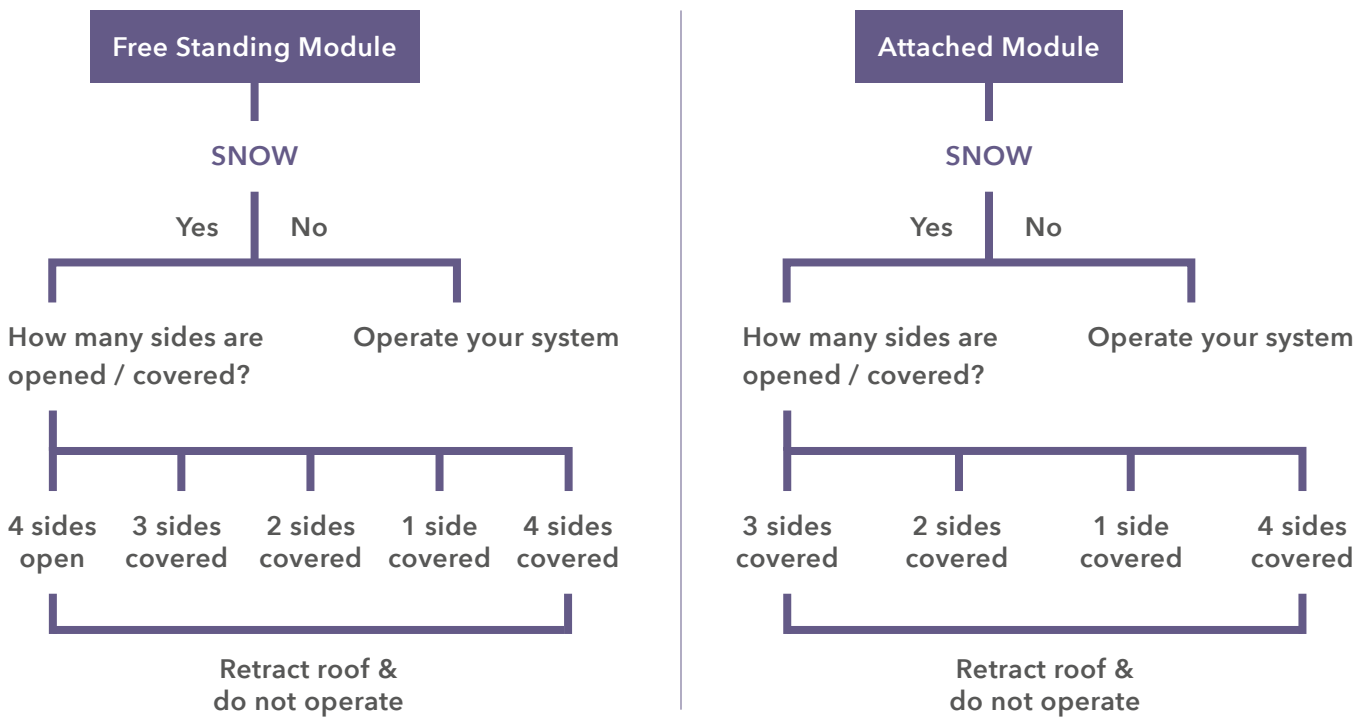 Free Standing Module
SNOW
Yes
No
How many sides are
opened / covered?
Operate your system
4 sides
open
3 sides
covered
2 sides
covered
1 side
covered
4 sides
covered
Retract roof &
do not operate
Attached Module
SNOW
Yes
No
How many sides are
opened / covered?
Operate your system
3 sides
covered
2 sides
covered
1 side
covered
4 sides
covered
Retract roof &
do not operate